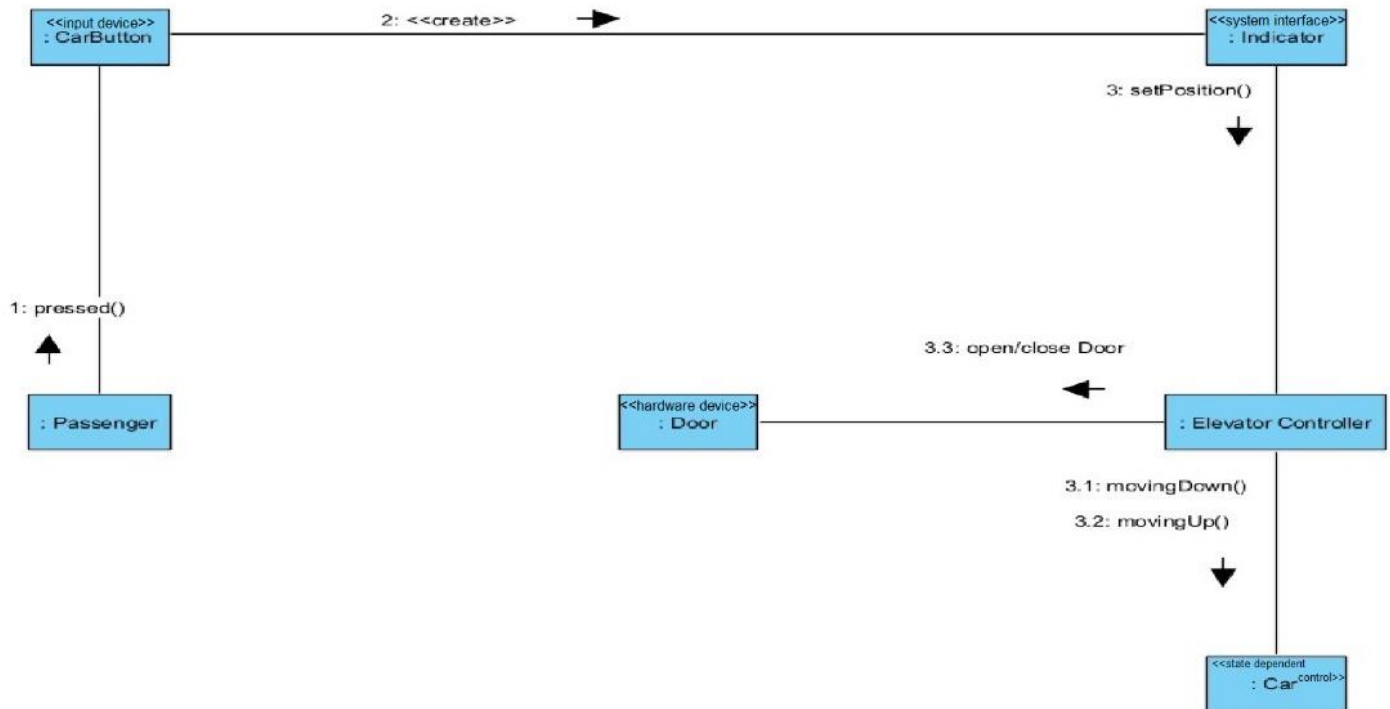 <<input device>>
: CarButton
2: <<create>>
<<system interface>>
: Indicator
3: setPosition()
1: pressed()
3.3: open/close Door
: Passenger
<<hardware device>>
: Door
: Elevator Controller
3.1: movingDown()
3.2: movingUp()
<<state dependent
control>>
: Car